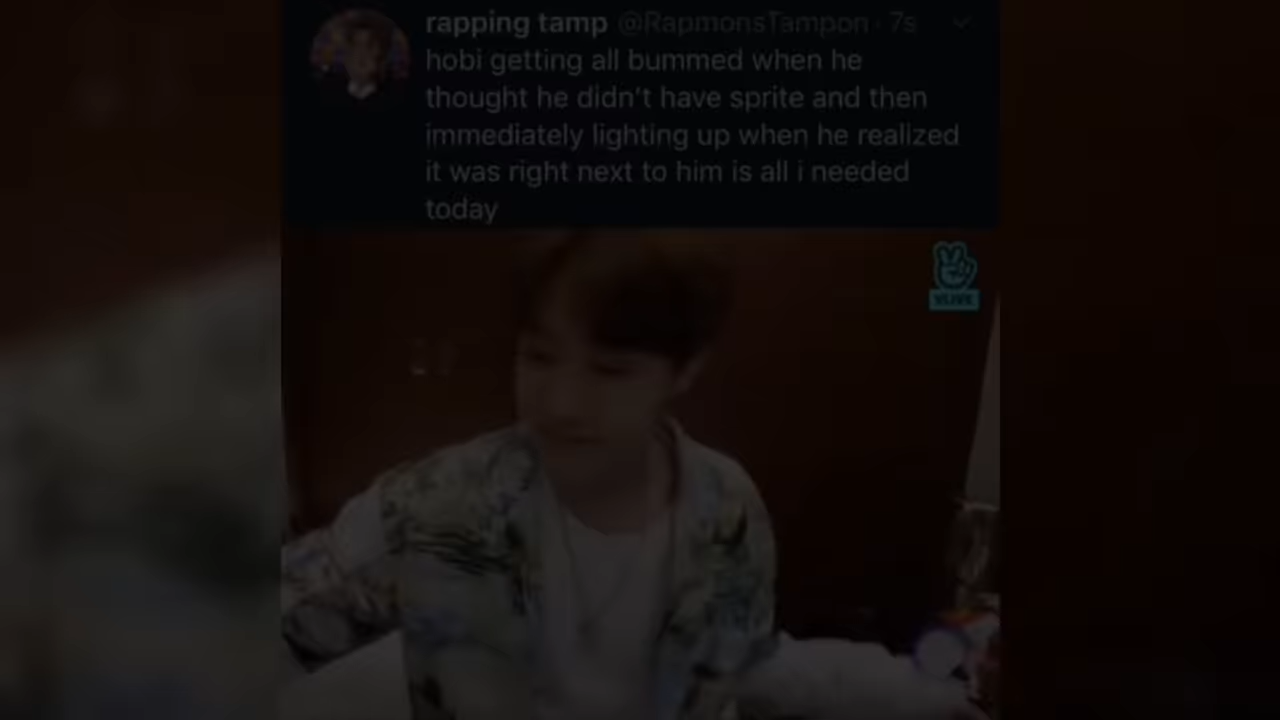 rapping tamp @RapmonsTampon · 7s
hobi getting all bummed when he
thought he didn't have sprite and then
immediately lighting up when he realized
it was right next to him is all i needed
today
VLIVE